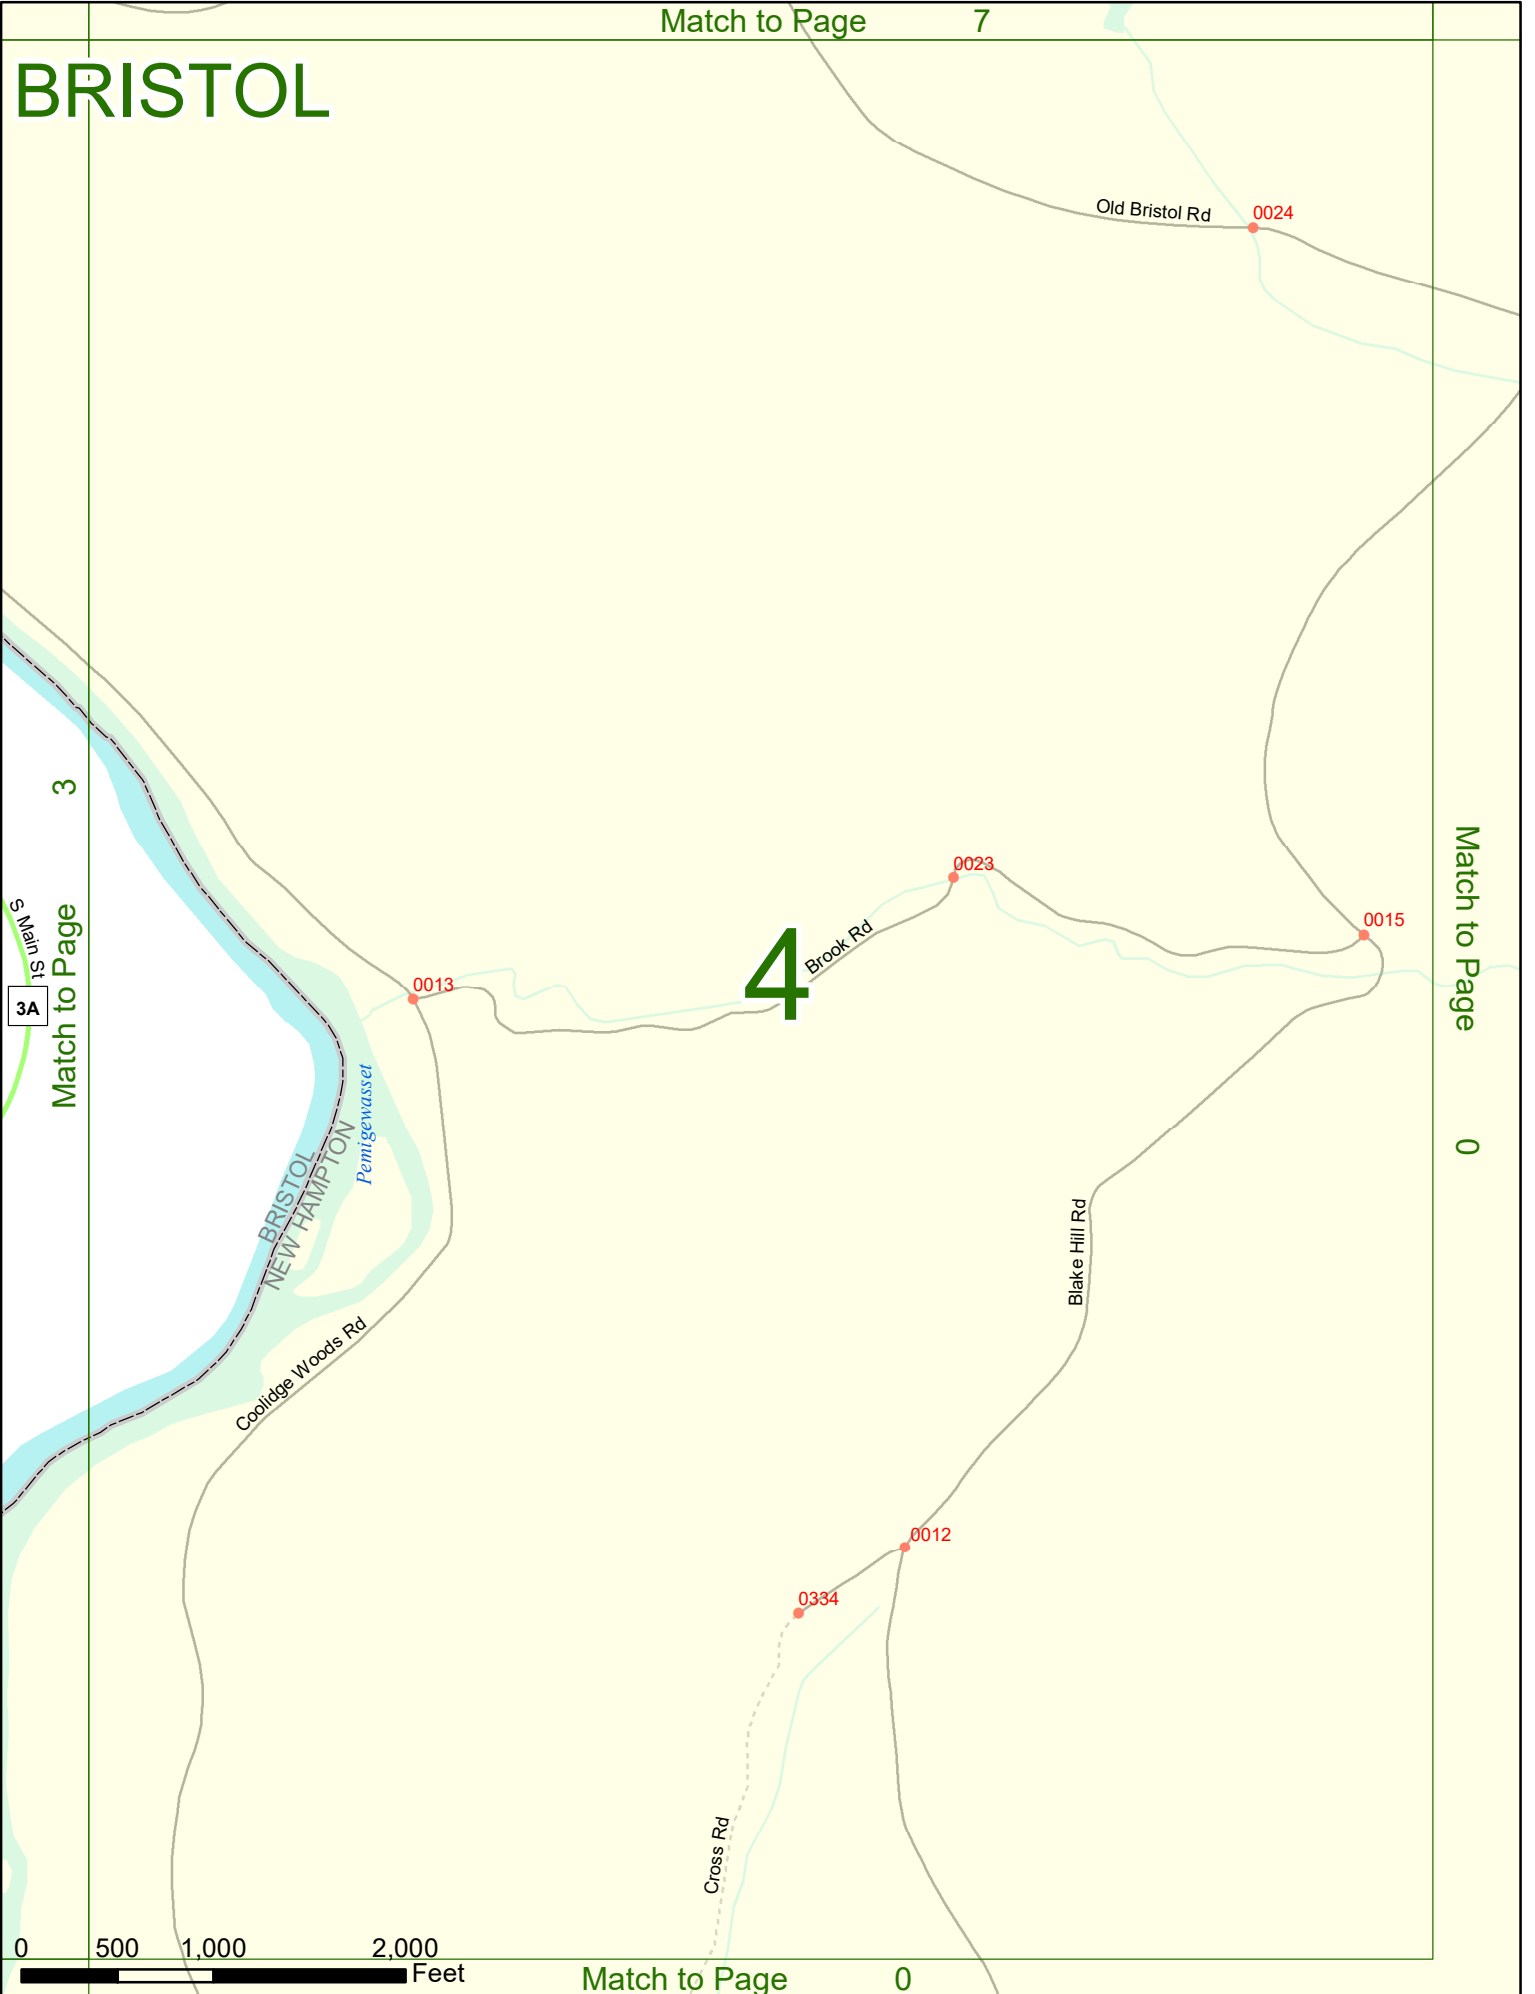 Match to Page 7
BRISTOL
Old Bristol Rd
0024
3
Match to Page
S Main St
3A
0023
Brook Rd
4
0015
0013
Match to Page
0
Pemigewasset
BRISTOL
NEW HAMPTON
Blake Hill Rd
Coolidge Woods Rd
0012
0334
Cross Rd
0 500 1,000 2,000
Feet
Match to Page 0